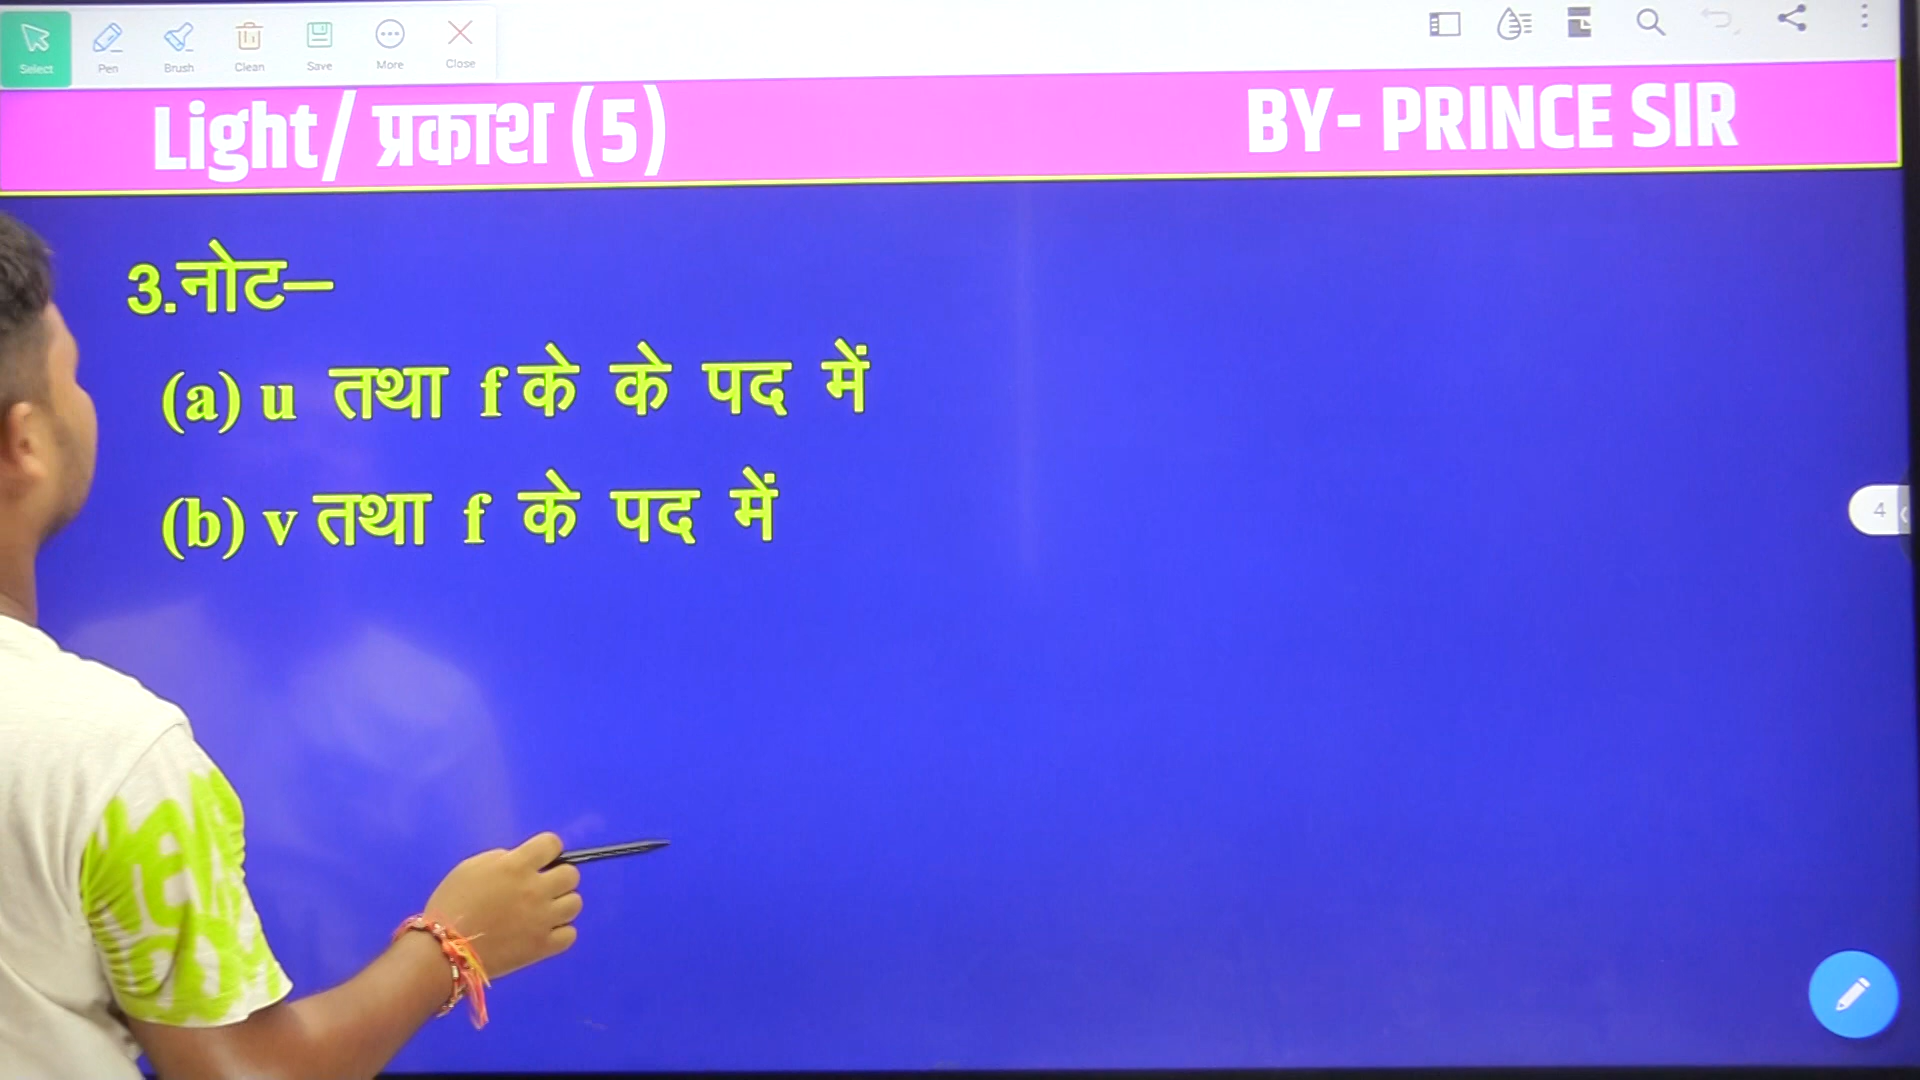 Select Pen Brush Clean Save More Close
Light/ प्रकाश (5) BY- PRINCE SIR
3.नोट–
(a) u तथा f के के पद में
4
(b) v तथा f के पद में